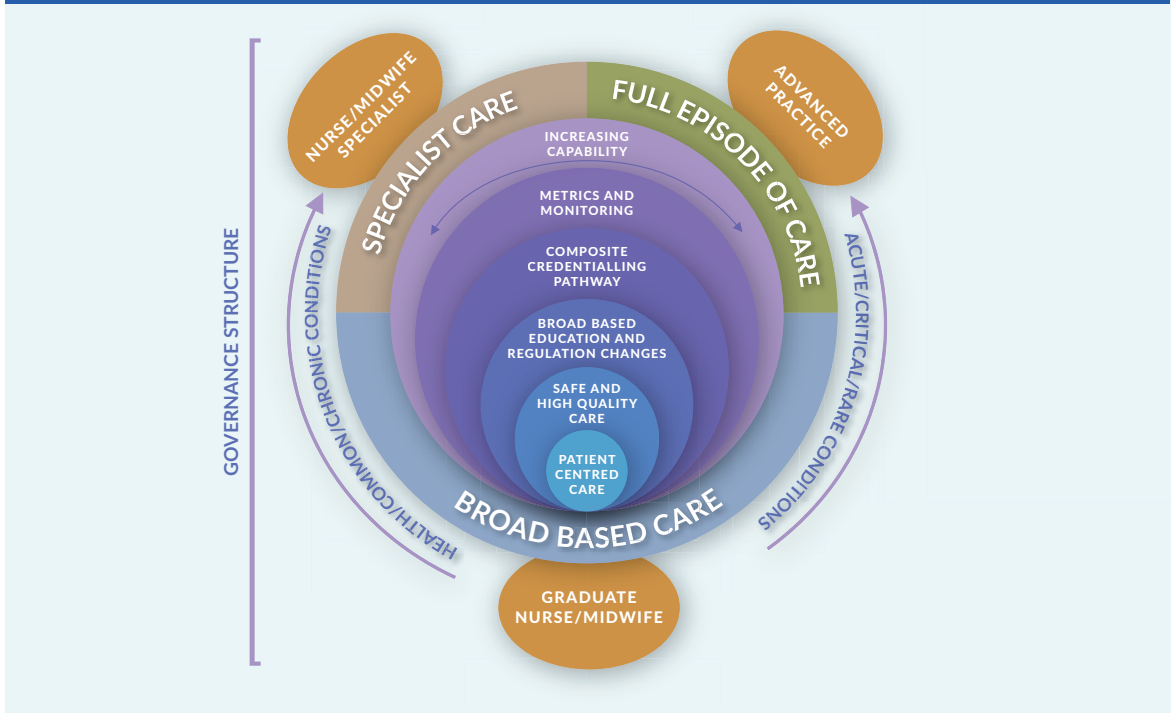 NURSE/MIDWIFE
SPECIALIST
ADVANCED
PRACTICE
SPECIALIST CARE
FULL EPISODE OF CARE
INCREASING
CAPABILITY
METRICS AND
MONITORING
COMPOSITE
CREDENTIALLING
PATHWAY
BROAD BASED
EDUCATION AND
REGULATION CHANGES
SAFE AND
HIGH QUALITY
CARE
PATIENT
CENTRED
CARE
BROAD BASED CARE
GOVERNANCE STRUCTURE
HEALTH/COMMON/CHRONIC CONDITIONS
ACUTE/CRITICAL/RARE CONDITIONS
GRADUATE
NURSE/MIDWIFE